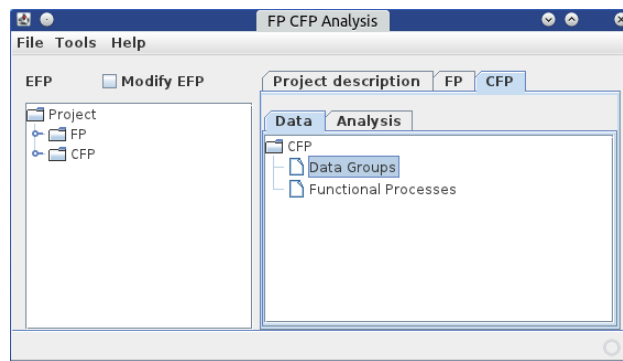 FP CFP Analysis
File Tools Help
EFP Modify EFP
Project
FP
CFP
Project description FP CFP
Data Analysis
CFP
Data Groups
Functional Processes